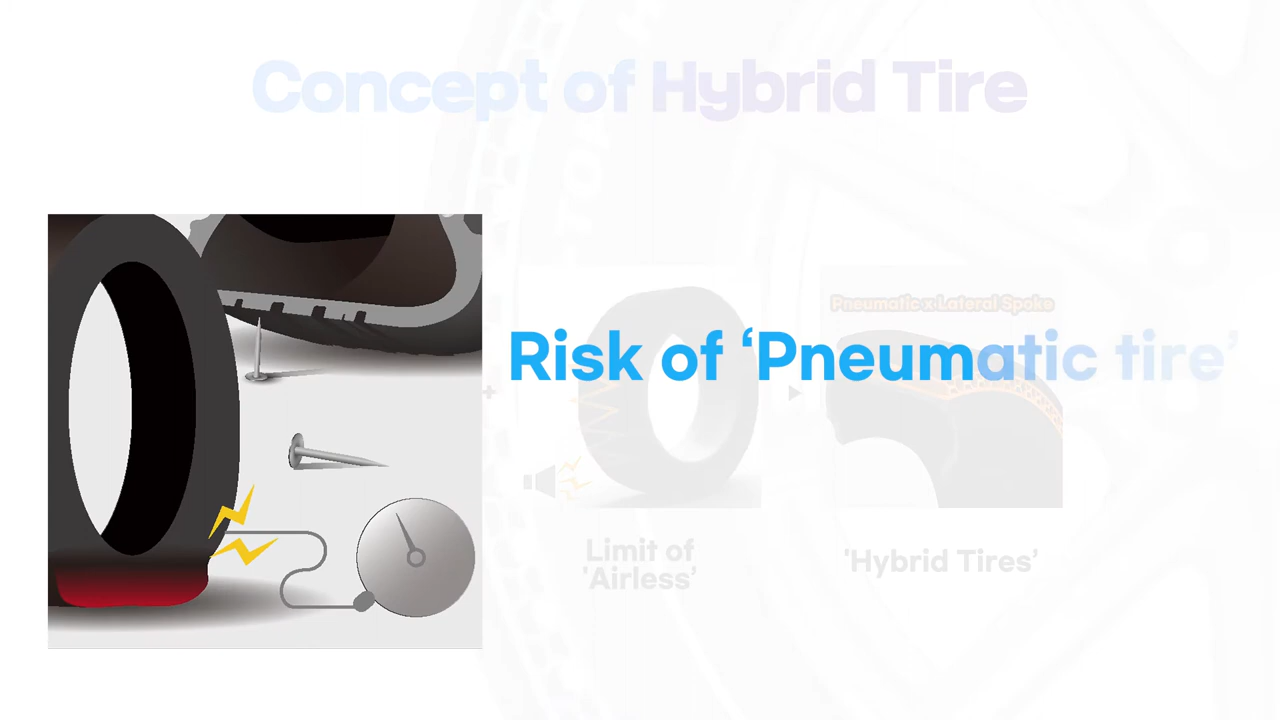 Concept of Hybrid Tire
Pneumatic x Lateral Spoke
Risk of ‘Pneumatic tire’
Limit of
'Airless’
'Hybrid Tires’